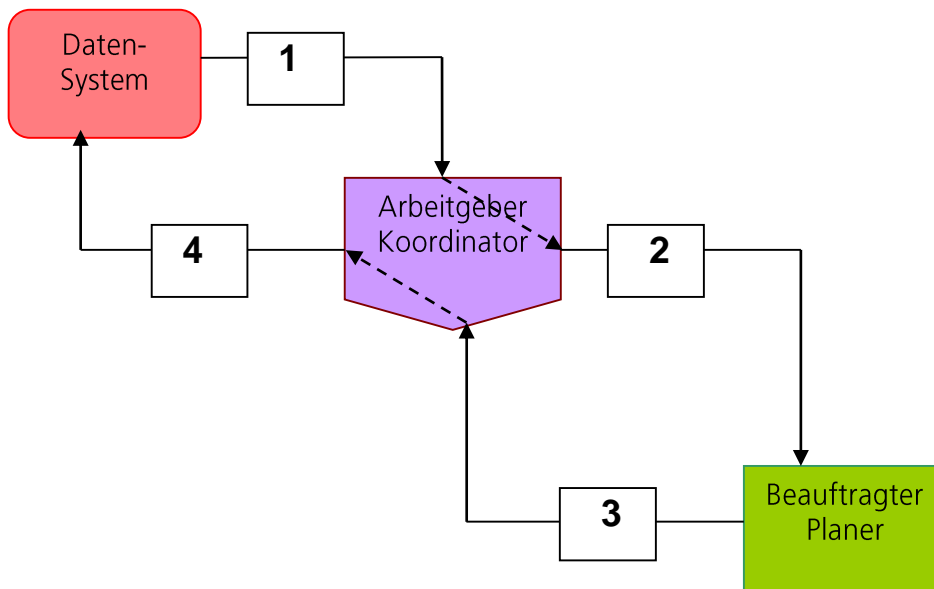 Daten-
System
1
Arbeitgeber
Koordinator
4
2
3
Beauftragter
Planer